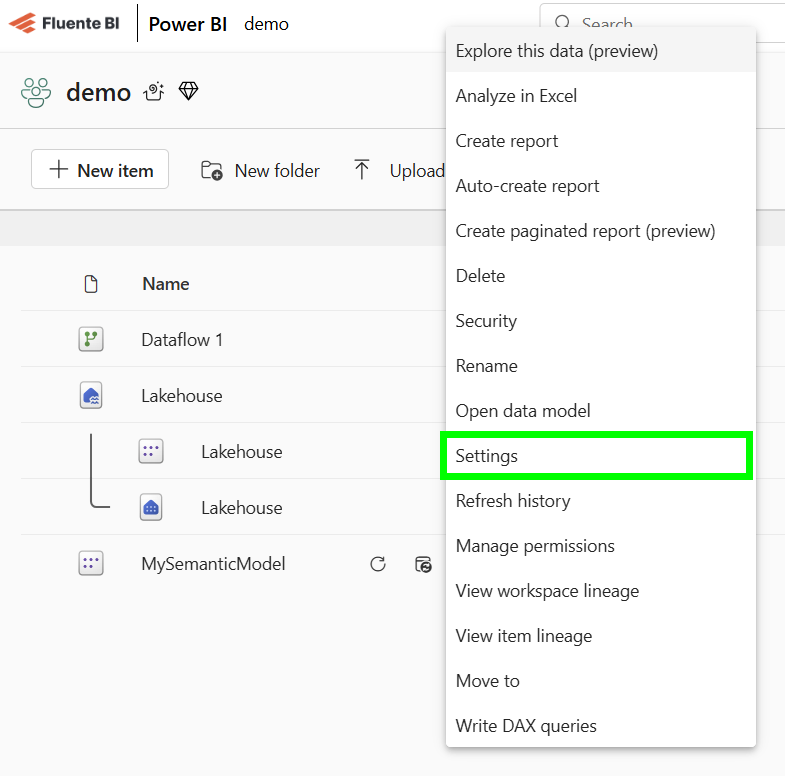 Fluente BI
Power BI demo
Search
demo
New item
New folder
Upload
Name
Dataflow 1
Lakehouse
Lakehouse
Lakehouse
MySemanticModel
Explore this data (preview)
Analyze in Excel
Create report
Auto-create report
Create paginated report (preview)
Delete
Security
Rename
Open data model
Settings
Refresh history
Manage permissions
View workspace lineage
View item lineage
Move to
Write DAX queries